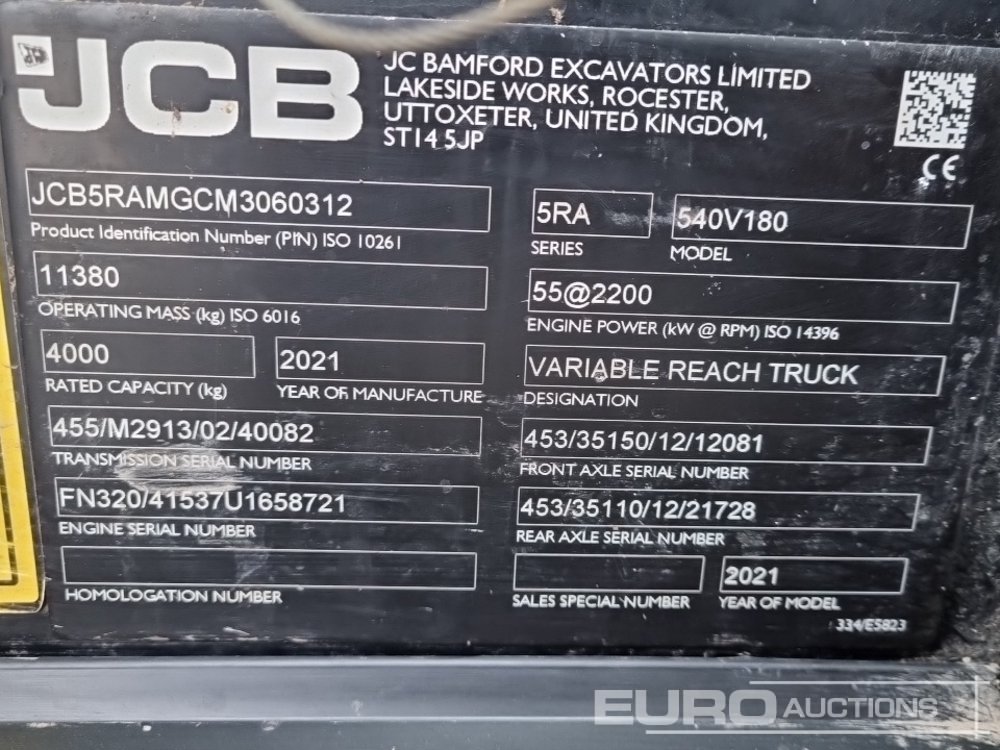 JCB
JC BAMFORD EXCAVATORS LIMITED
LAKESIDE WORKS, ROCESTER,
UTTOXETER, UNITED KINGDOM,
ST14 5JP
CE
JCB5RAMGCM3060312
Product Identification Number (PIN) ISO 10261
5RA
SERIES
540V180
MODEL
11380
OPERATING MASS (kg) ISO 6016
55@2200
ENGINE POWER (kW @ RPM) ISO 14396
4000
RATED CAPACITY (kg)
2021
YEAR OF MANUFACTURE
VARIABLE REACH TRUCK
DESIGNATION
455/M2913/02/40082
TRANSMISSION SERIAL NUMBER
453/35150/12/12081
FRONT AXLE SERIAL NUMBER
FN320/41537U1658721
ENGINE SERIAL NUMBER
453/35110/12/21728
REAR AXLE SERIAL NUMBER
HOMOLOGATION NUMBER
SALES SPECIAL NUMBER
2021
YEAR OF MODEL
334/E5823
EURO AUCTIONS